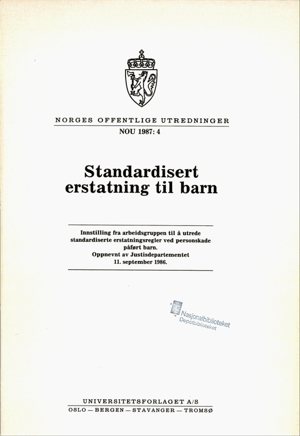 NORGES OFFENTLIGE UTREDNINGER
NOU 1987: 4
Standardisert
erstatning til barn
Innstilling fra arbeidsgruppen til å utrede
standardiserte erstatningsregler ved personskade
påført barn.
Oppnevnt av Justisdepartementet
11. september 1986.
Nasjonalbiblioteket
Depotbiblioteket
UNIVERSITETSFORLAGET A/S
OSLO — BERGEN — STAVANGER — TROMSØ